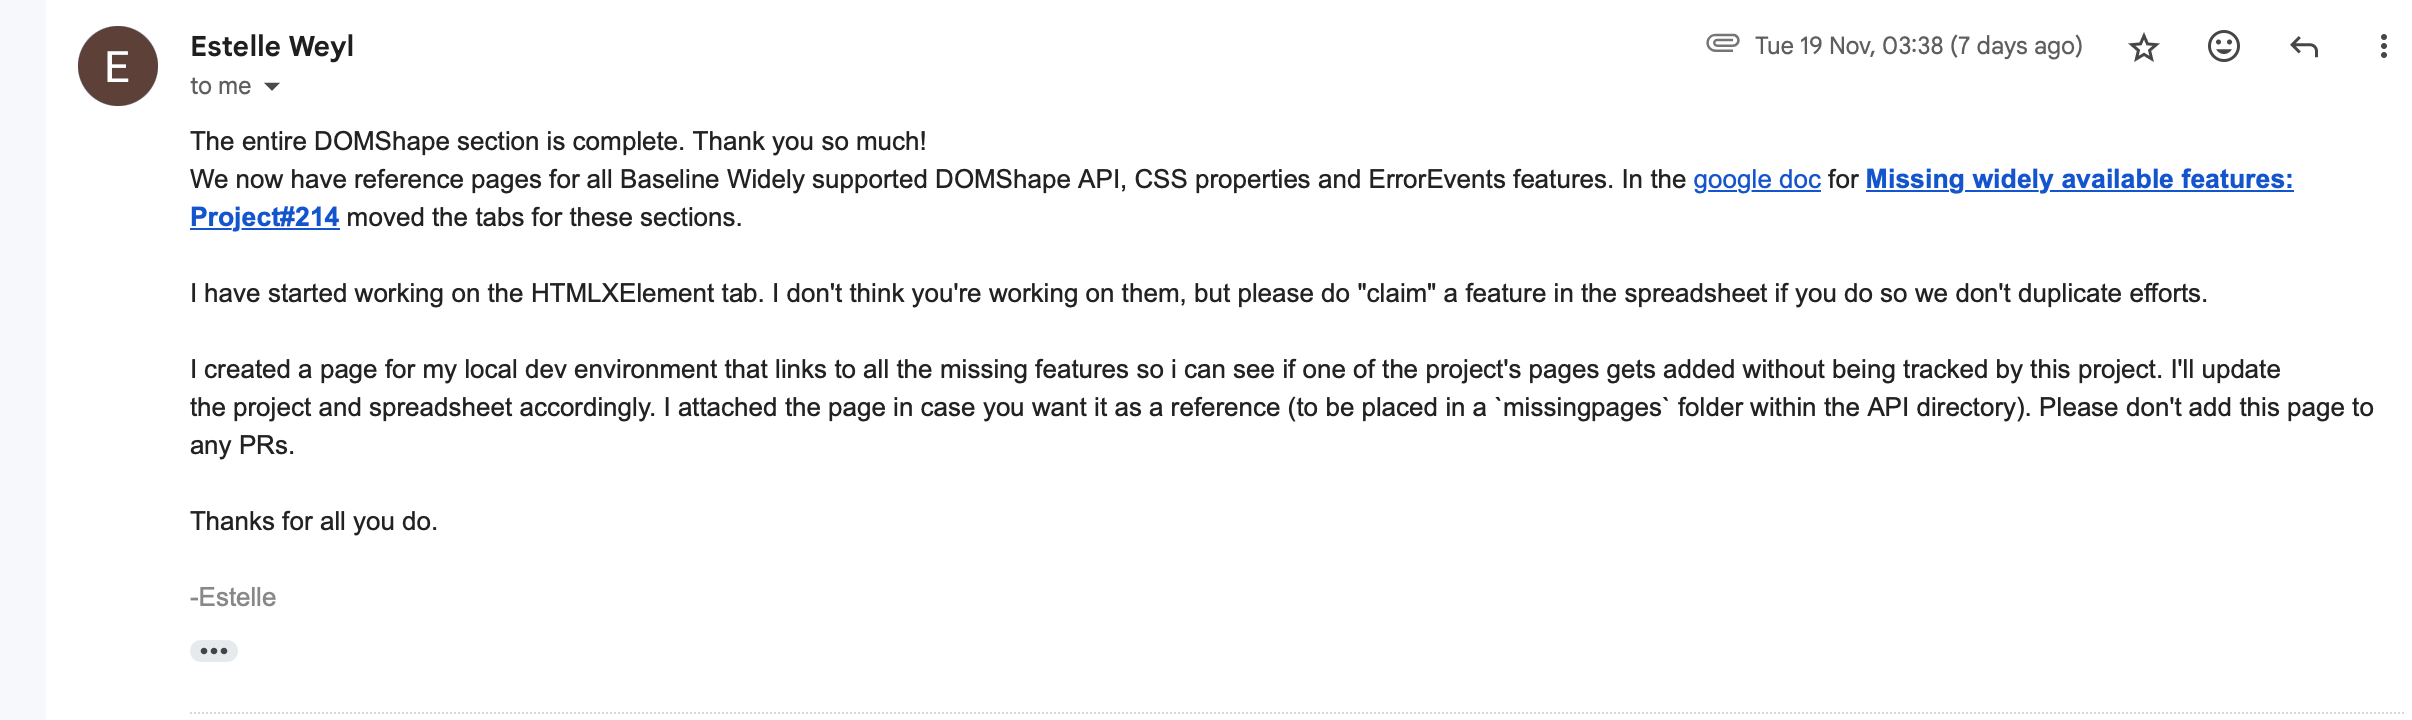 E
Estelle Weyl
Tue 19 Nov, 03:38 (7 days ago)
to me
The entire DOMShape section is complete. Thank you so much!
We now have reference pages for all Baseline Widely supported DOMShape API, CSS properties and ErrorEvents features. In the google doc for Missing widely available features:
Project#214 moved the tabs for these sections.
I have started working on the HTMLXElement tab. I don't think you're working on them, but please do "claim" a feature in the spreadsheet if you do so we don't duplicate efforts.
I created a page for my local dev environment that links to all the missing features so i can see if one of the project's pages gets added without being tracked by this project. I'll update
the project and spreadsheet accordingly. I attached the page in case you want it as a reference (to be placed in a `missingpages` folder within the API directory). Please don't add this page to
any PRs.
Thanks for all you do.
-Estelle